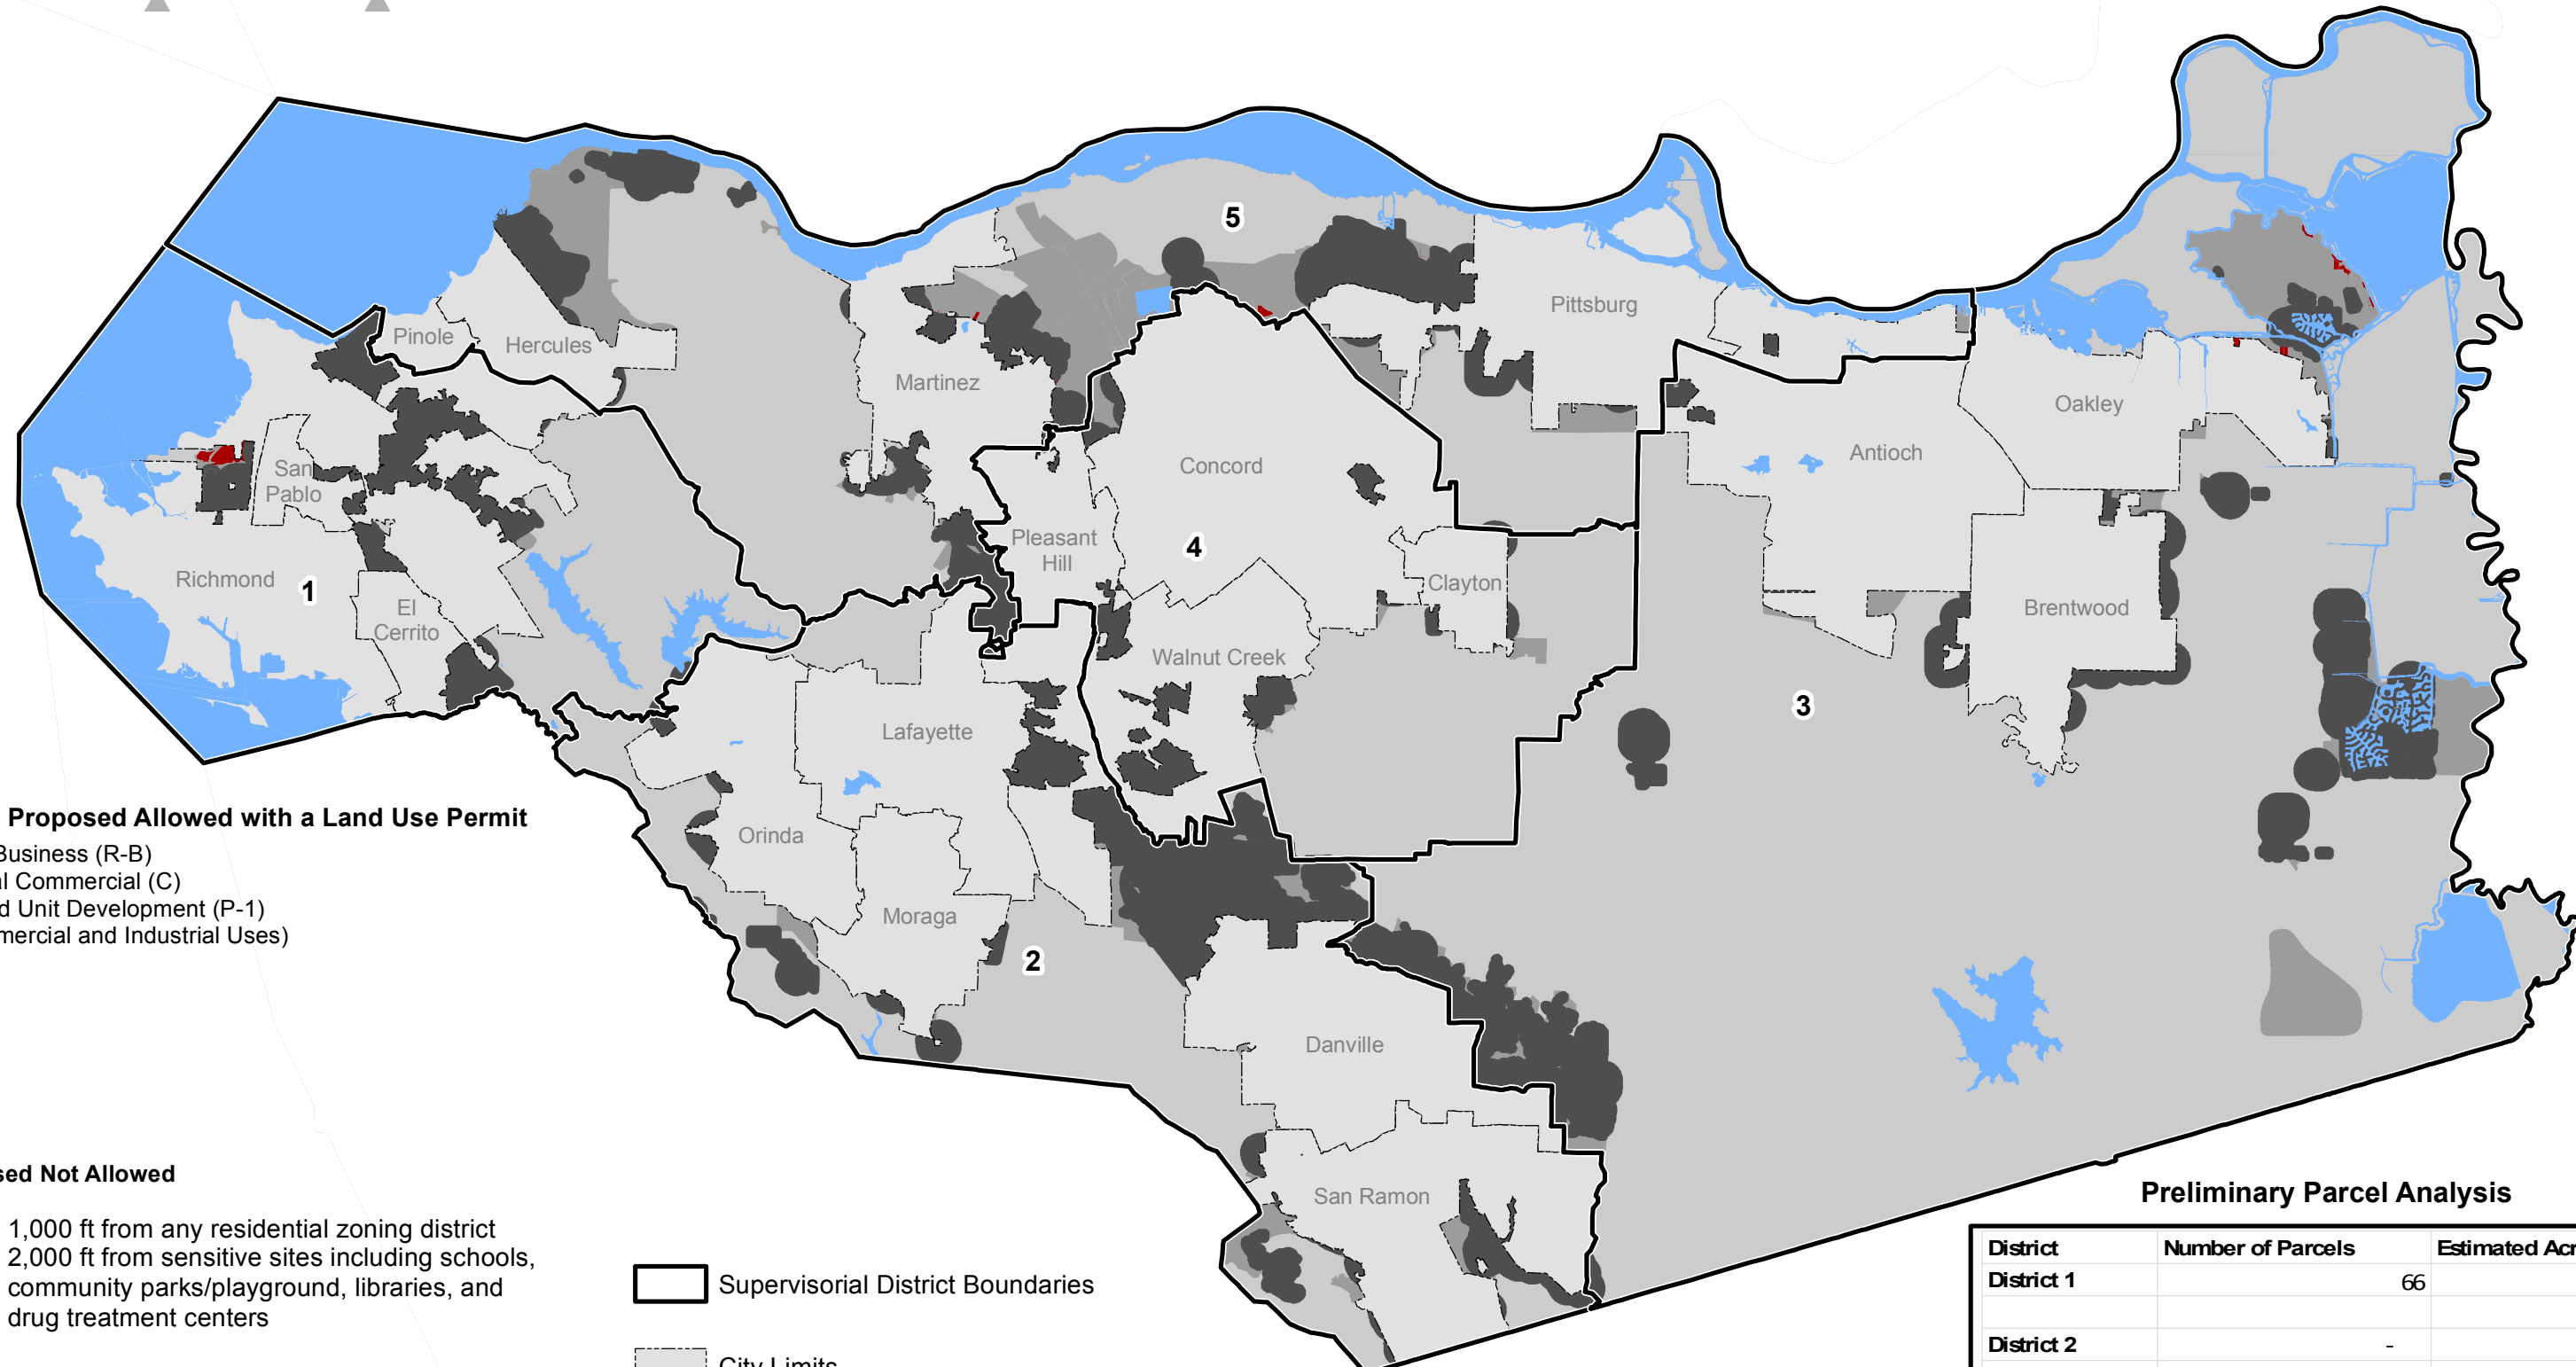 5
Pittsburg
Pinole
Hercules
Martinez
Oakley
Antioch
San
Pablo
Concord
Pleasant
Hill
4
Clayton
Richmond
1
El
Cerrito
Brentwood
Walnut Creek
3
Lafayette
Proposed Allowed with a Land Use Permit
Business (R-B)
Commercial (C)
Unit Development (P-1)
and Industrial Uses)
Orinda
Moraga
2
Danville
San Ramon
Not Allowed
1,000 ft from any residential zoning district
2,000 ft from sensitive sites including schools,
community parks/playground, libraries, and
drug treatment centers
Supervisorial District Boundaries
City Limits
Preliminary Parcel Analysis
District Number of Parcels Estimated
District 1 66
District 2 -